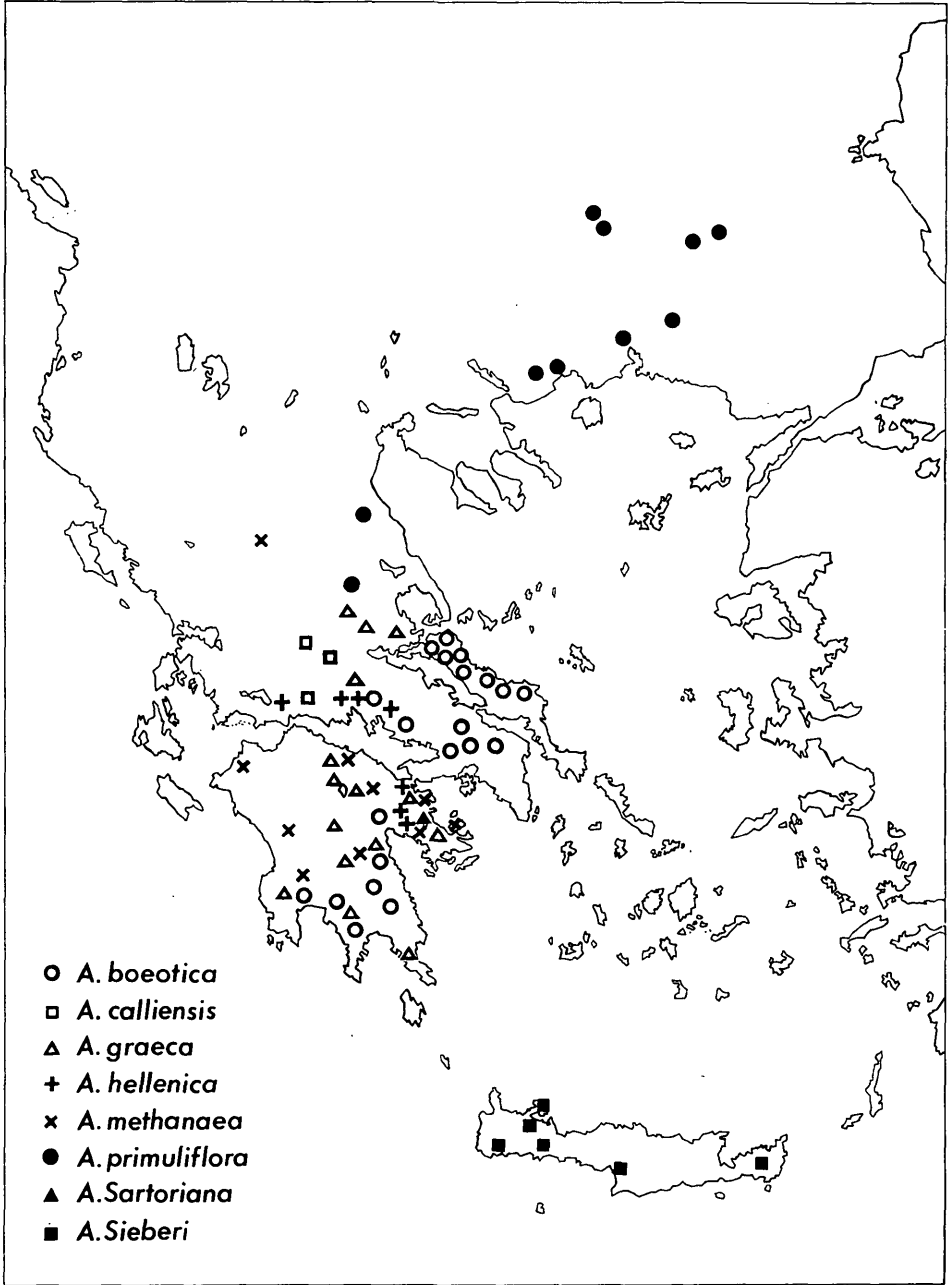 A. boeotica
A. calliensis
A. graeca
A. hellenica
A. methanaea
A. primuliflora
A. Sartoriana
A. Sieberi